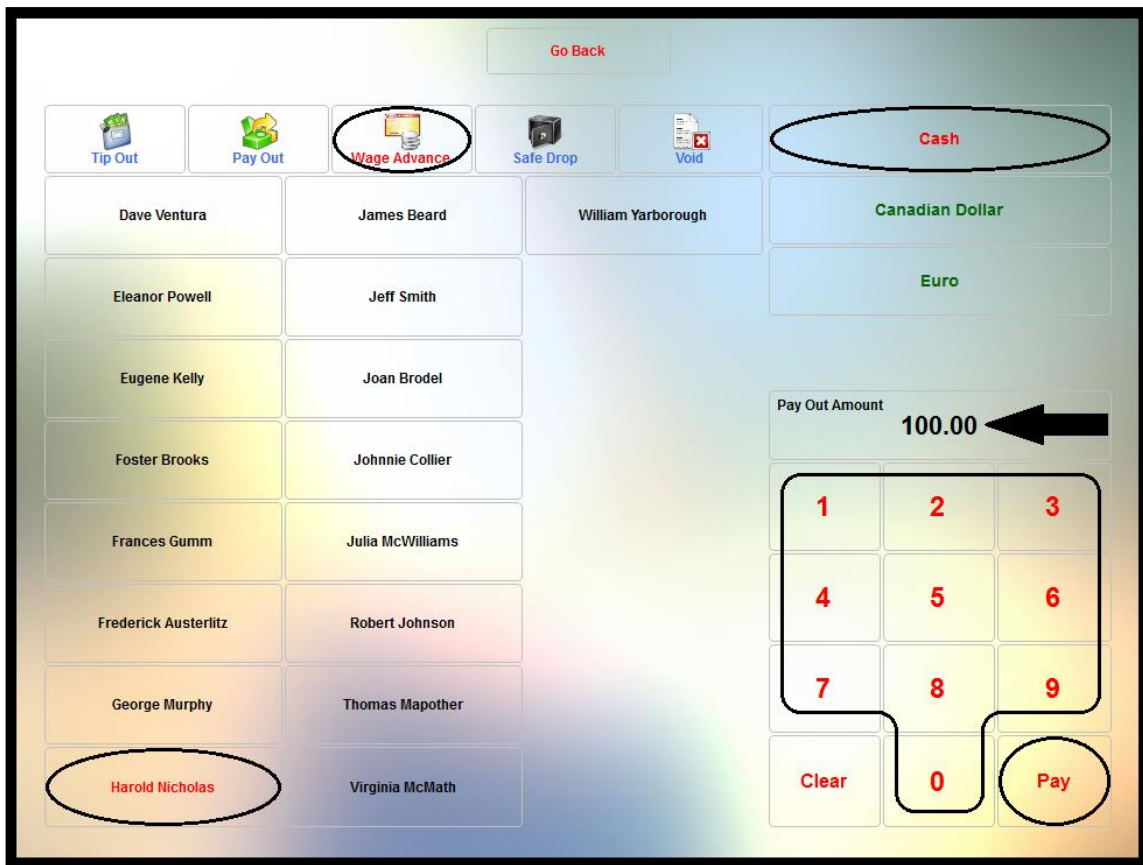 Go Back
Tip Out
Pay Out
Wage Advance
Safe Drop
Void
Cash
Dave Ventura
James Beard
William Yarborough
Canadian Dollar
Eleanor Powell
Jeff Smith
Euro
Eugene Kelly
Joan Brodel
Pay Out Amount
100.00
Foster Brooks
Johnnie Collier
1 2 3
Frances Gumm
Julia McWilliams
4 5 6
Frederick Austerlitz
Robert Johnson
7 8 9
George Murphy
Thomas Mapother
Harold Nicholas
Virginia McMath
Clear 0 Pay